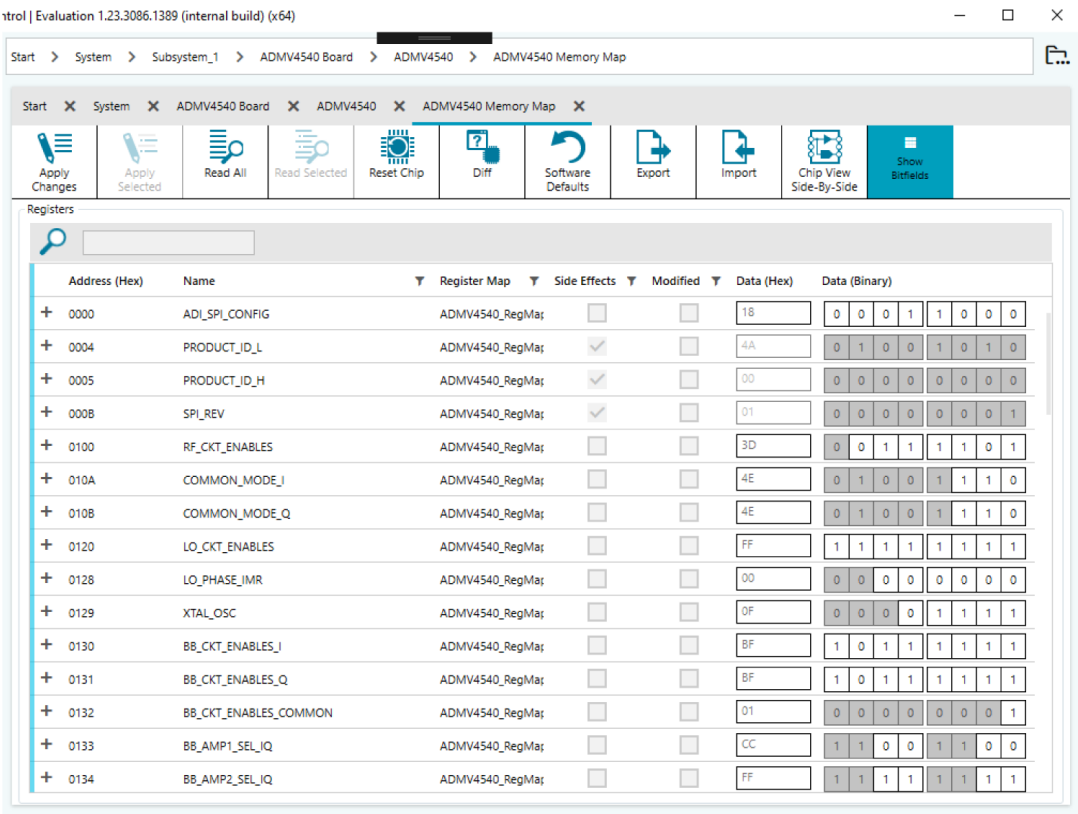 ntrol | Evaluation 1.23.3086.1389 (internal build) (x64)
Start > System > Subsystem_1 > ADMV4540 Board > ADMV4540 > ADMV4540 Memory Map
Start System ADMV4540 Board ADMV4540 ADMV4540 Memory Map
Apply Changes Apply Selected Read All Read Selected Reset Chip Diff Software Defaults Export Import Chip View Side-By-Side Show Bitfields
Registers
Address (Hex) Name Register Map Side Effects Modified Data (Hex) Data (Binary)
+ 0000 ADI_SPI_CONFIG ADMV4540_RegMap 18 0 0 0 1 1 0 0 0
+ 0004 PRODUCT_ID_L ADMV4540_RegMap 4A 0 1 0 0 1 0 1 0
+ 0005 PRODUCT_ID_H ADMV4540_RegMap 00 0 0 0 0 0 0 0 0
+ 000B SPI_REV ADMV4540_RegMap 01 0 0 0 0 0 0 0 1
+ 0100 RF_CKT_ENABLES ADMV4540_RegMap 3D 0 0 1 1 1 1 0 1
+ 010A COMMON_MODE_I ADMV4540_RegMap 4E 0 1 0 0 1 1 1 0
+ 010B COMMON_MODE_Q ADMV4540_RegMap 4E 0 1 0 0 1 1 1 0
+ 0120 LO_CKT_ENABLES ADMV4540_RegMap FF 1 1 1 1 1 1 1 1
+ 0128 LO_PHASE_IMR ADMV4540_RegMap 00 0 0 0 0 0 0 0 0
+ 0129 XTAL_OSC ADMV4540_RegMap 0F 0 0 0 0 1 1 1 1
+ 0130 BB_CKT_ENABLES_I ADMV4540_RegMap BF 1 0 1 1 1 1 1 1
+ 0131 BB_CKT_ENABLES_Q ADMV4540_RegMap BF 1 0 1 1 1 1 1 1
+ 0132 BB_CKT_ENABLES_COMMON ADMV4540_RegMap 01 0 0 0 0 0 0 0 1
+ 0133 BB_AMP1_SEL_IQ ADMV4540_RegMap CC 1 1 0 0 1 1 0 0
+ 0134 BB_AMP2_SEL_IQ ADMV4540_RegMap FF 1 1 1 1 1 1 1 1